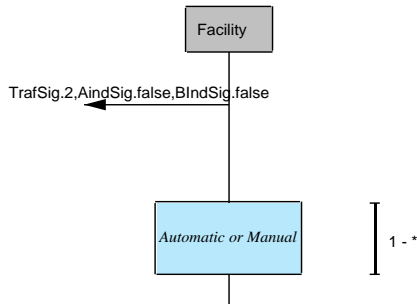 Facility
TrafSig.2,AindSig.false,BIndSig.false
Automatic or Manual
1 - *